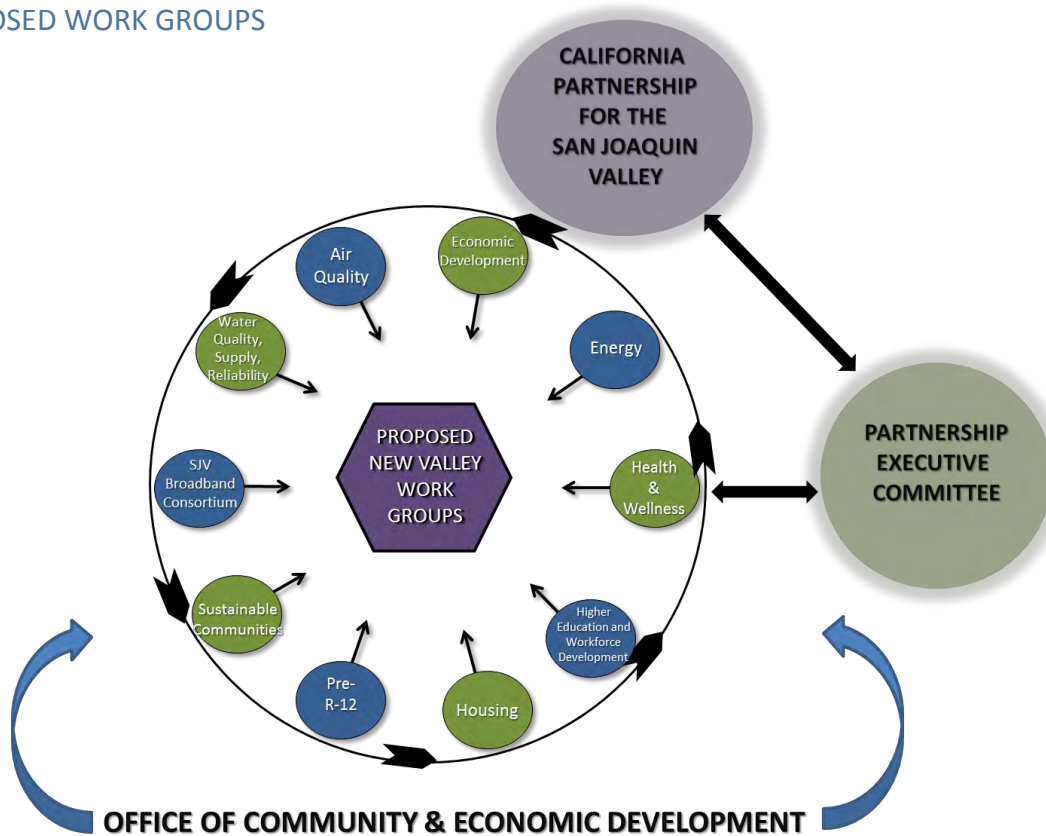 OSED WORK GROUPS
CALIFORNIA
PARTNERSHIP
FOR THE
SAN JOAQUIN
VALLEY
Economic
Development
Air
Quality
Energy
Water
Quality,
Supply,
Reliability
PROPOSED
NEW VALLEY
WORK
GROUPS
PARTNERSHIP
EXECUTIVE
COMMITTEE
SJV
Broadband
Consortium
Health
&
Wellness
Sustainable
Communities
Higher
Education and
Workforce
Development
Pre-
R-12
Housing
OFFICE OF COMMUNITY & ECONOMIC DEVELOPMENT